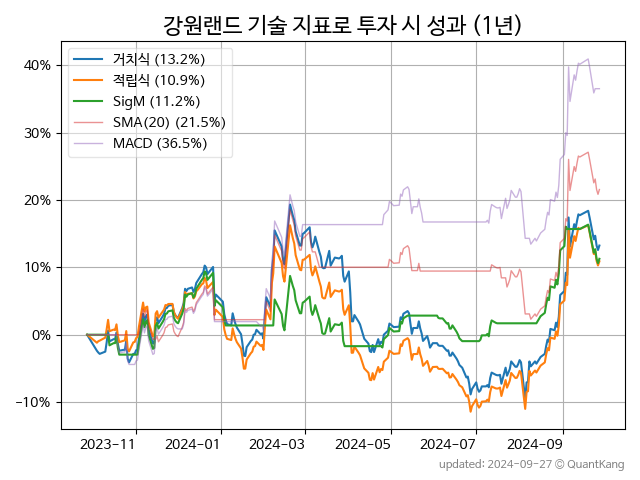 강원랜드 기술 지표로 투자 시 성과 (1년)
거치식 (13.2%)
적립식 (10.9%)
SigM (11.2%)
SMA(20) (21.5%)
MACD (36.5%)
40%
30%
20%
10%
0%
−10%
2023-11 2024-01 2024-03 2024-05 2024-07 2024-09
updated: 2024-09-27 ⓒ QuantKang